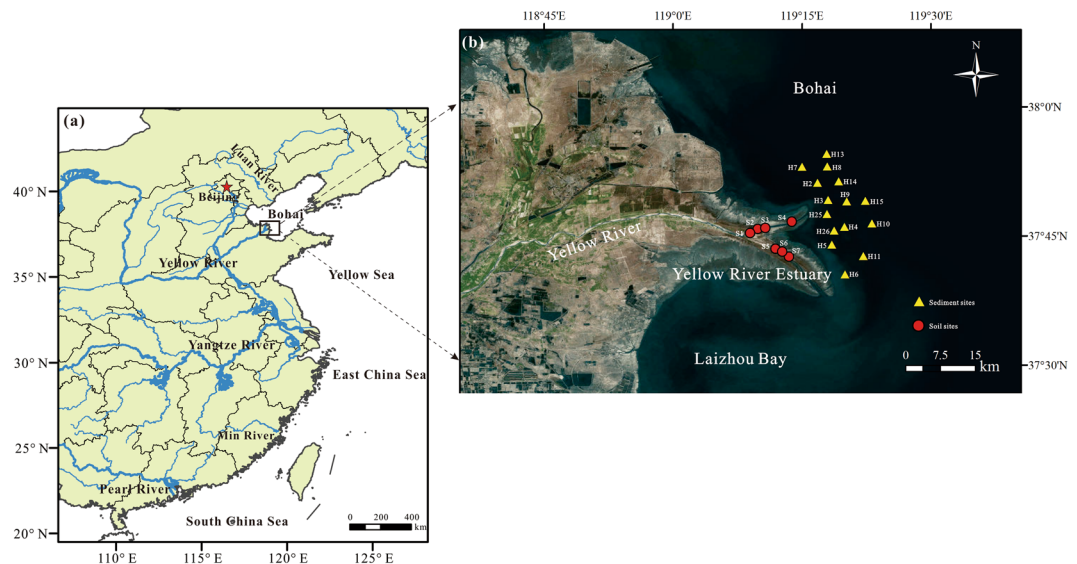 (a)
Luan River
Beijing
Bohai
Yellow River
Yellow Sea
Yangtze River
East China Sea
Min River
Pearl River
South China Sea
0 200 400
km
40° N
35° N
30° N
25° N
20° N
110° E
115° E
120° E
125° E
118°45′E
119°0′E
119°15′E
119°30′E
(b)
N
Bohai
38°0′N
H13
H7
H8
H2
H14
H3
H9
H15
H25
S4
S2
S3
H4
H10
S1
H26
37°45′N
Yellow River
S6
H5
S5
S7
H11
Yellow River Estuary
H6
Sediment sites
Soil sites
Laizhou Bay
0 7.5 15
km
37°30′N